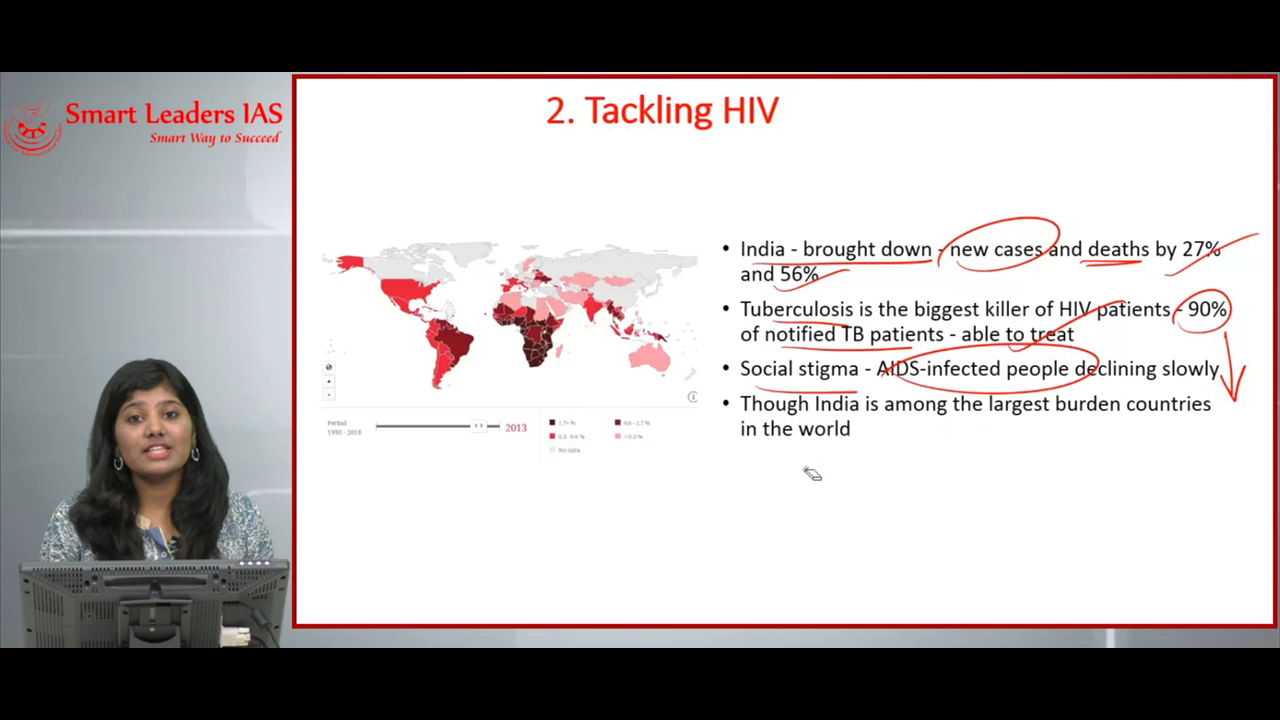 Smart Leaders IAS
Smart Way to Succeed
2. Tackling HIV
• India - brought down - new cases and deaths by 27%
and 56%
• Tuberculosis is the biggest killer of HIV patients - 90%
of notified TB patients - able to treat
• Social stigma - AIDS-infected people declining slowly
• Though India is among the largest burden countries
in the world
Period
1990 - 2018
2013
No data